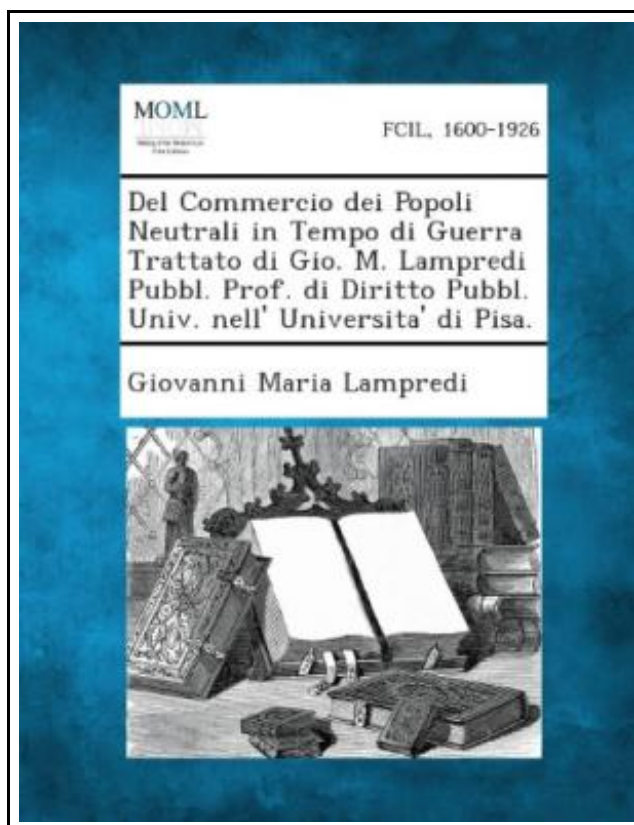 MOML
FCIL, 1600-1926
Del Commercio dei Popoli
Neutrali in Tempo di Guerra
Trattato di Gio. M. Lampredi
Pubbl. Prof. di Diritto Pubbl.
Univ. nell' Universita' di Pisa.
Giovanni Maria Lampredi